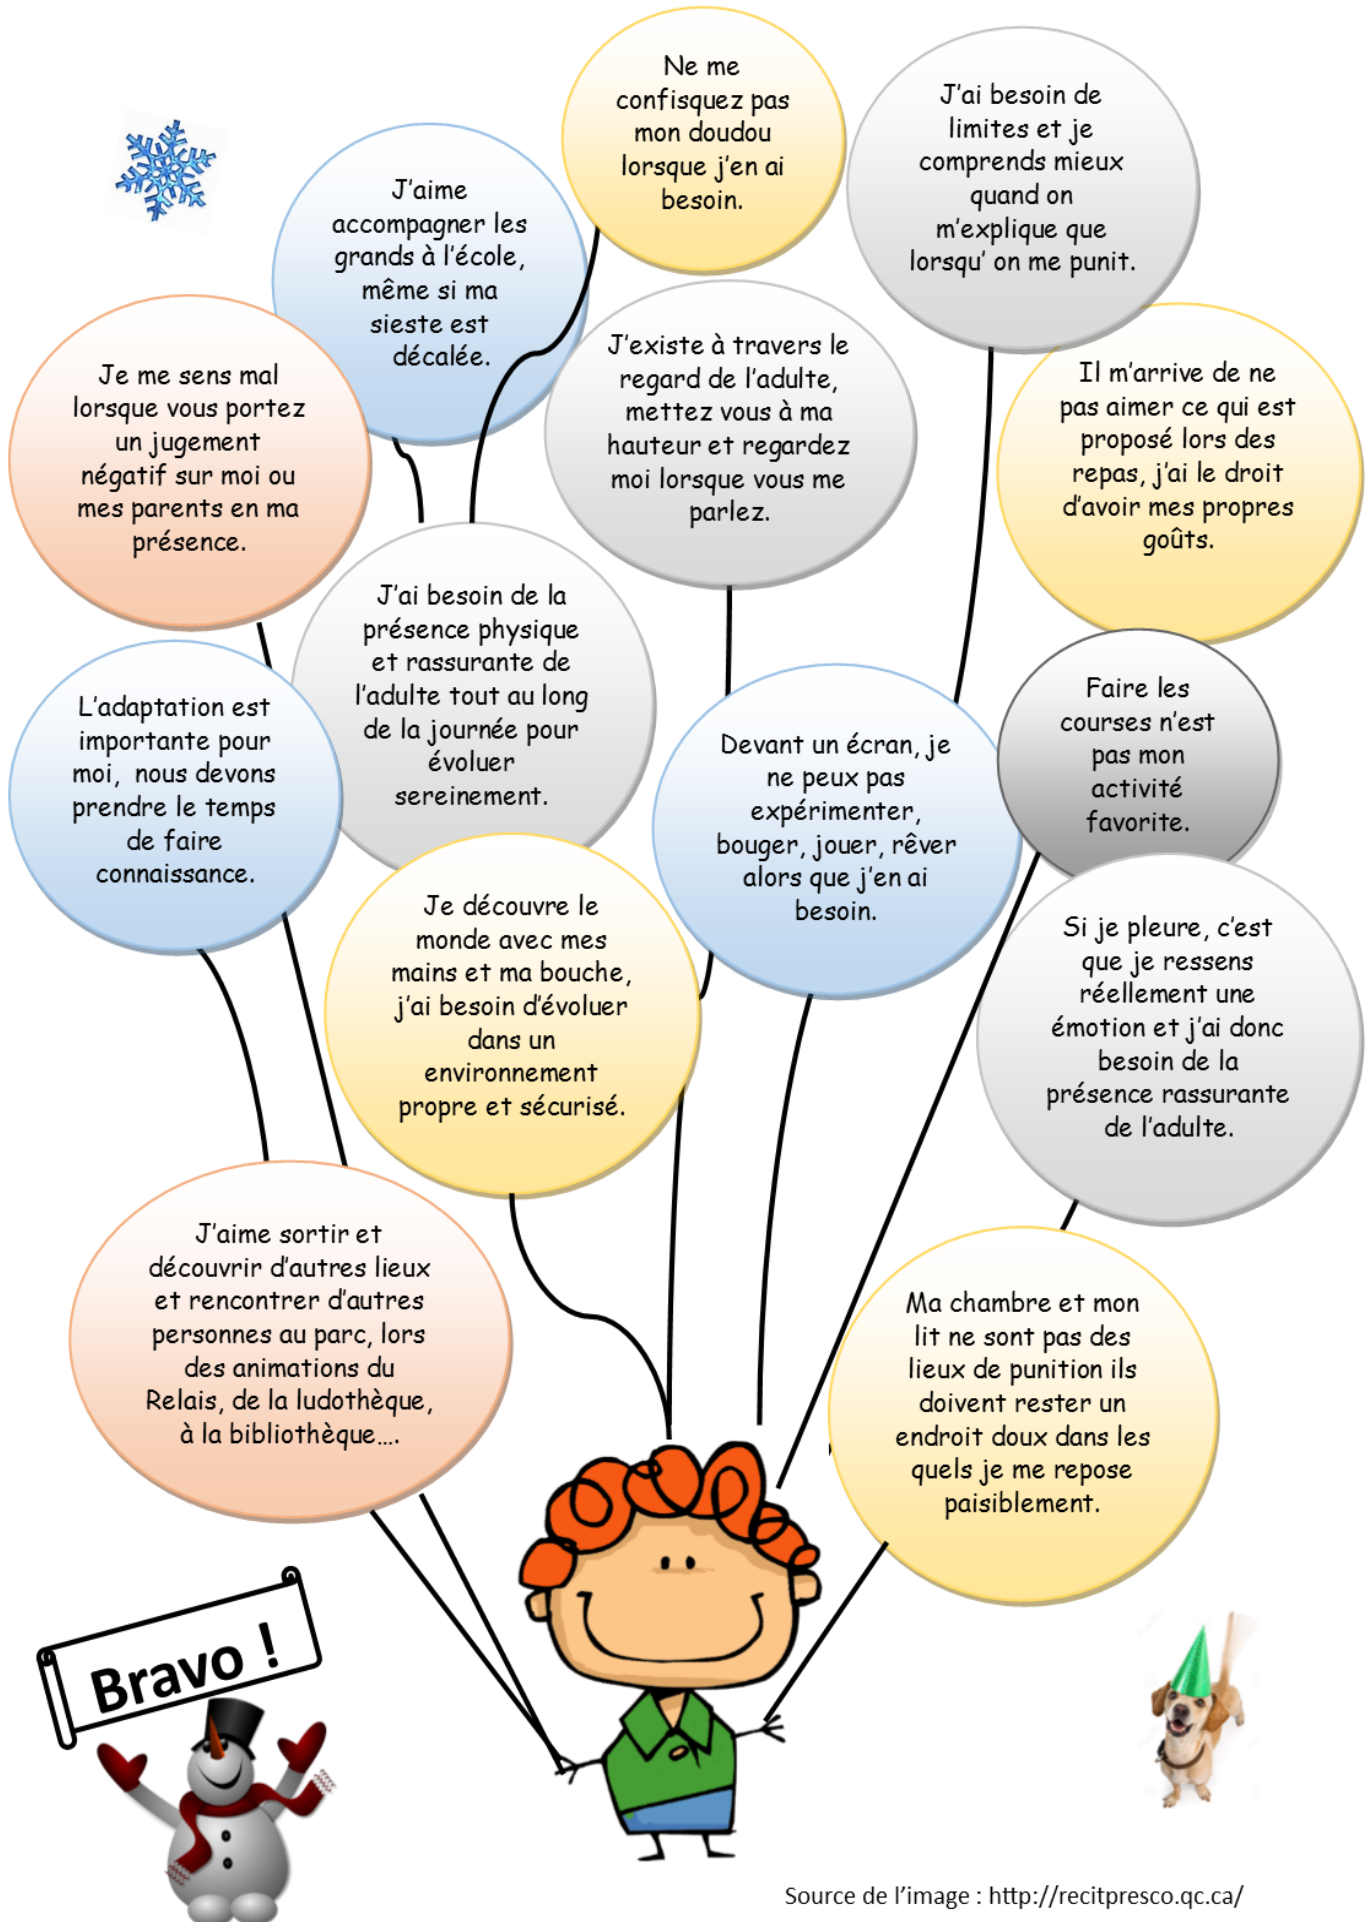 Ne me
confisquez pas
mon doudou
lorsque j'en ai
besoin.
J'ai besoin de
limites et je
comprends mieux
quand on
m'explique que
lorsqu' on me punit.
J'aime
accompagner les
grands à l'école,
même si ma
sieste est
décalée.
Je me sens mal
lorsque vous portez
un jugement
négatif sur moi ou
mes parents en ma
présence.
J'existe à travers le
regard de l'adulte,
mettez vous à ma
hauteur et regardez
moi lorsque vous me
parlez.
Il m'arrive de ne
pas aimer ce qui est
proposé lors des
repas, j'ai le droit
d'avoir mes propres
goûts.
J'ai besoin de la
présence physique
et rassurante de
l'adulte tout au long
de la journée pour
évoluer
sereinement.
L'adaptation est
importante pour
moi, nous devons
prendre le temps
de faire
connaissance.
Devant un écran, je
ne peux pas
expérimenter,
bouger, jouer, rêver
alors que j'en ai
besoin.
Faire les
courses n'est
pas mon
activité
favorite.
Je découvre le
monde avec mes
mains et ma bouche,
j'ai besoin d'évoluer
dans un
environnement
propre et sécurisé.
Si je pleure, c'est
que je ressens
réellement une
émotion et j'ai donc
besoin de la
présence rassurante
de l'adulte.
J'aime sortir et
découvrir d'autres lieux
et rencontrer d'autres
personnes au parc, lors
des animations du
Relais, de la ludothèque,
à la bibliothèque….
Ma chambre et mon
lit ne sont pas des
lieux de punition ils
doivent rester un
endroit doux dans les
quels je me repose
paisiblement.
Bravo !
Source de l'image : http://recitpresco.qc.ca/